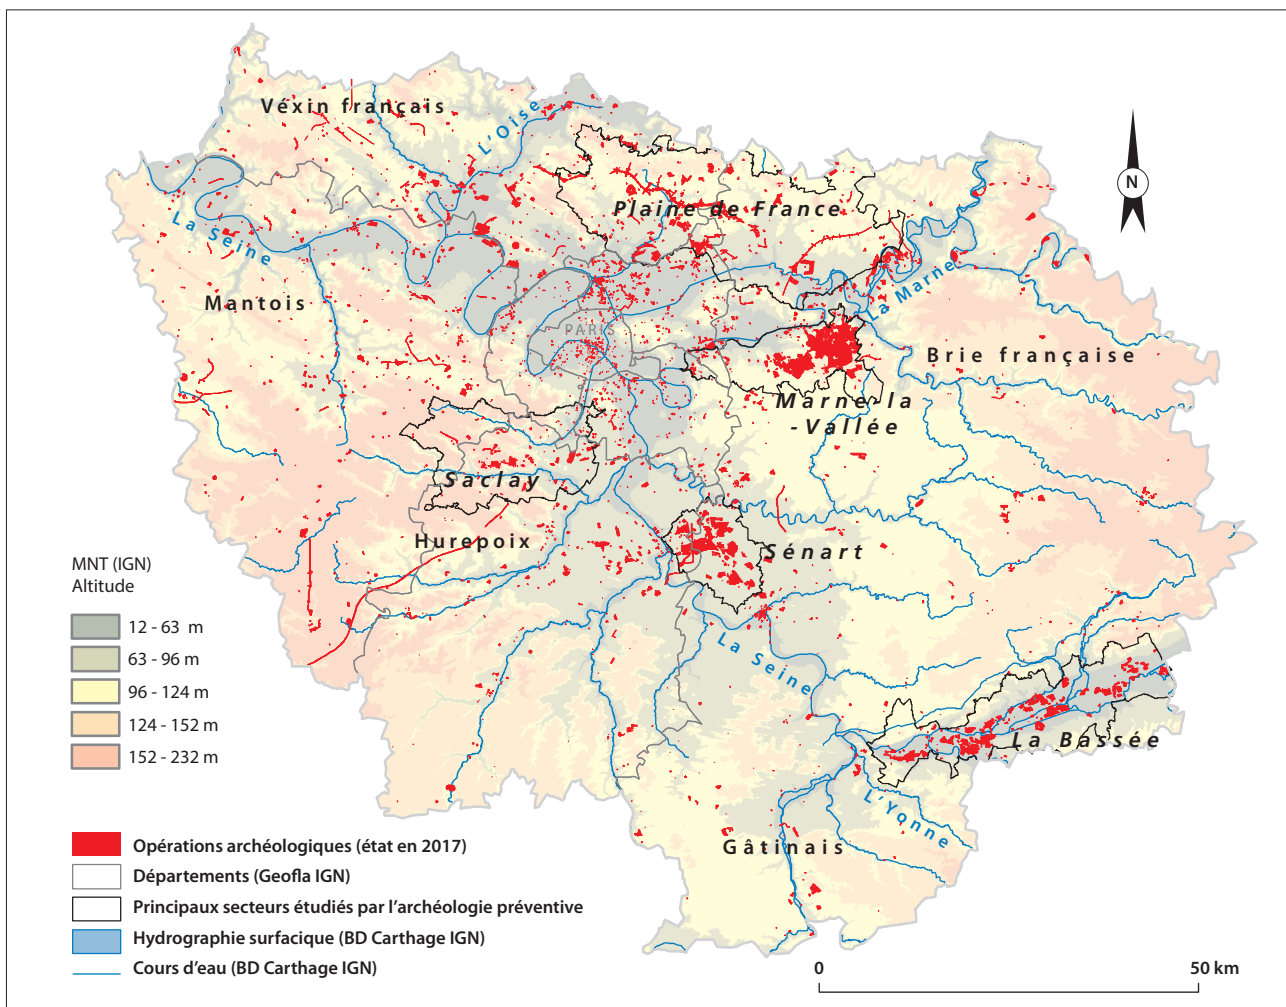 Véxin français
L'Oise
N
Plaine de France
La Seine
La Marne
Mantois
PARIS
Brie française
Marne la
-Vallée
Saclay
Hurepoix
Sénart
MNT (IGN)
Altitude
12 - 63 m
63 - 96 m
96 - 124 m
124 - 152 m
152 - 232 m
La Seine
La Bassée
L'Yonne
Gâtinais
Opérations archéologiques (état en 2017)
Départements (Geofla IGN)
Principaux secteurs étudiés par l'archéologie préventive
Hydrographie surfacique (BD Carthage IGN)
Cours d'eau (BD Carthage IGN)
0
50 km